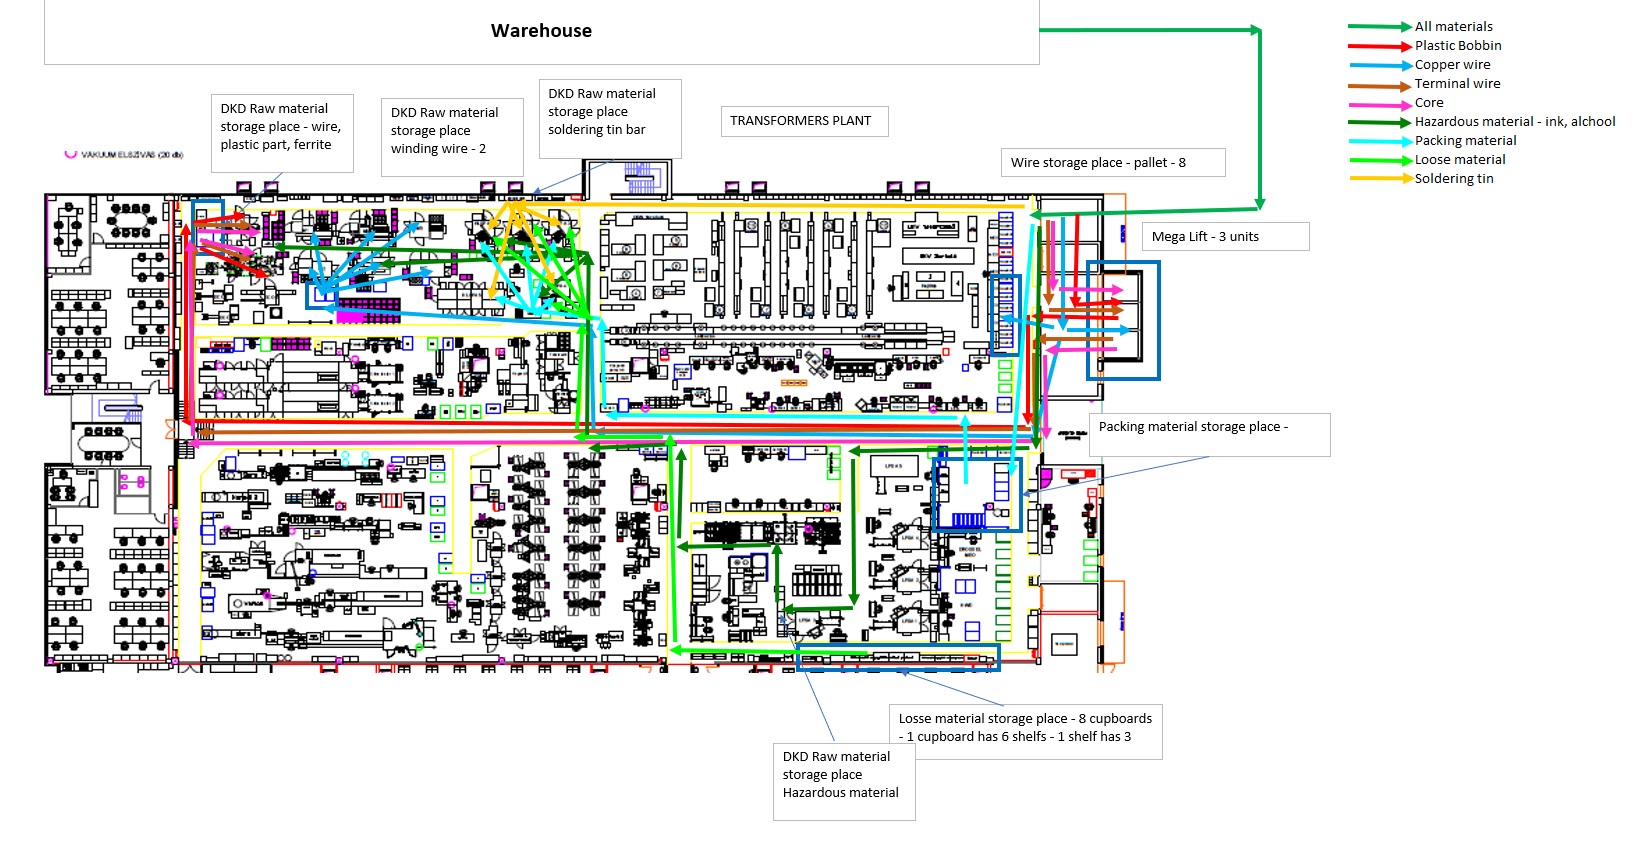 Warehouse
All materials
Plastic Bobbin
Copper wire
Terminal wire
Core
Hazardous material - ink, alchool
Packing material
Loose material
Soldering tin
DKD Raw material
storage place - wire,
plastic part, ferrite
DKD Raw material
storage place
winding wire - 2
DKD Raw material
storage place
soldering tin bar
TRANSFORMERS PLANT
Wire storage place - pallet - 8
VÁKUUM ELSZÍVÁS (20 db)
Mega Lift - 3 units
Packing material storage place -
Losse material storage place - 8 cupboards
- 1 cupboard has 6 shelfs - 1 shelf has 3
DKD Raw material
storage place
Hazardous material